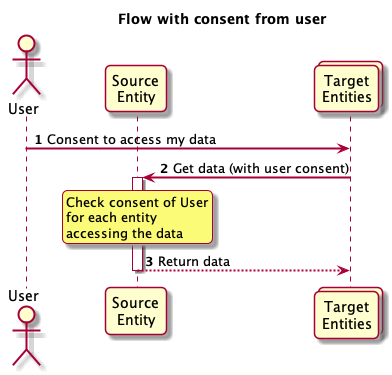 Flow with consent from user
User
Source
Entity
Target
Entities
1 Consent to access my data
2 Get data (with user consent)
Check consent of User
for each entity
accessing the data
3 Return data
User
Source
Entity
Target
Entities